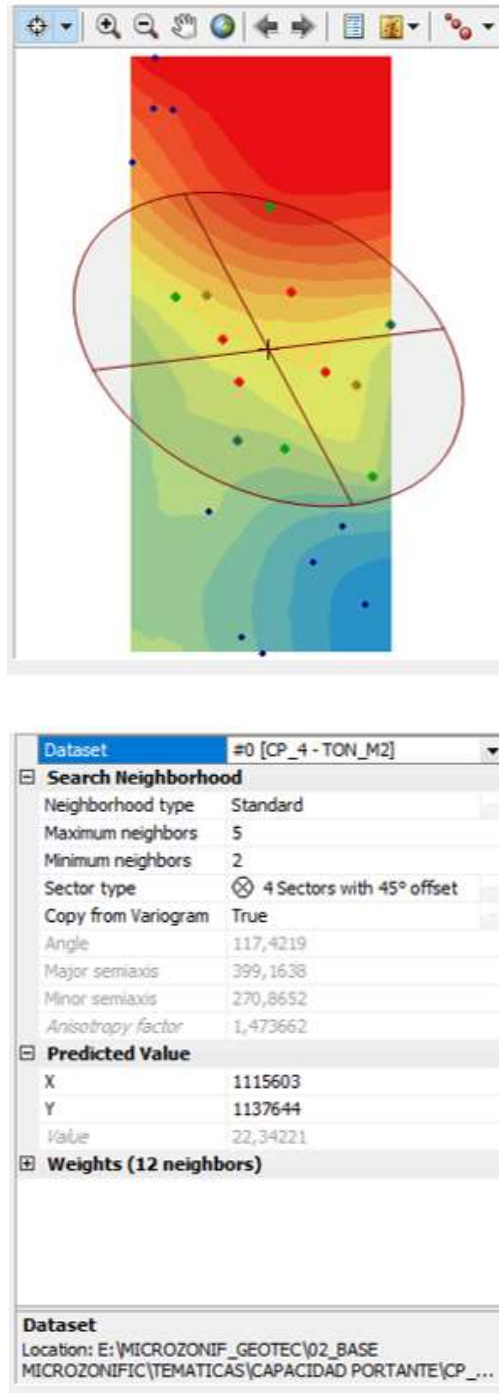 Dataset #0 [CP_4 - TON_M2]
Search Neighborhood
Neighborhood type Standard
Maximum neighbors 5
Minimum neighbors 2
Sector type 4 Sectors with 45° offset
Copy from Variogram True
Angle 117,4219
Major semiaxis 399,1638
Minor semiaxis 270,8652
Anisotropy factor 1,473662
Predicted Value
X 1115603
Y 1137644
Value 22,34221
Weights (12 neighbors)
Dataset
Location: E:\MICROZONIF_GEOTEC\02_BASE
MICROZONIFIC\TEMATICAS\CAPACIDAD PORTANTE\CP_...